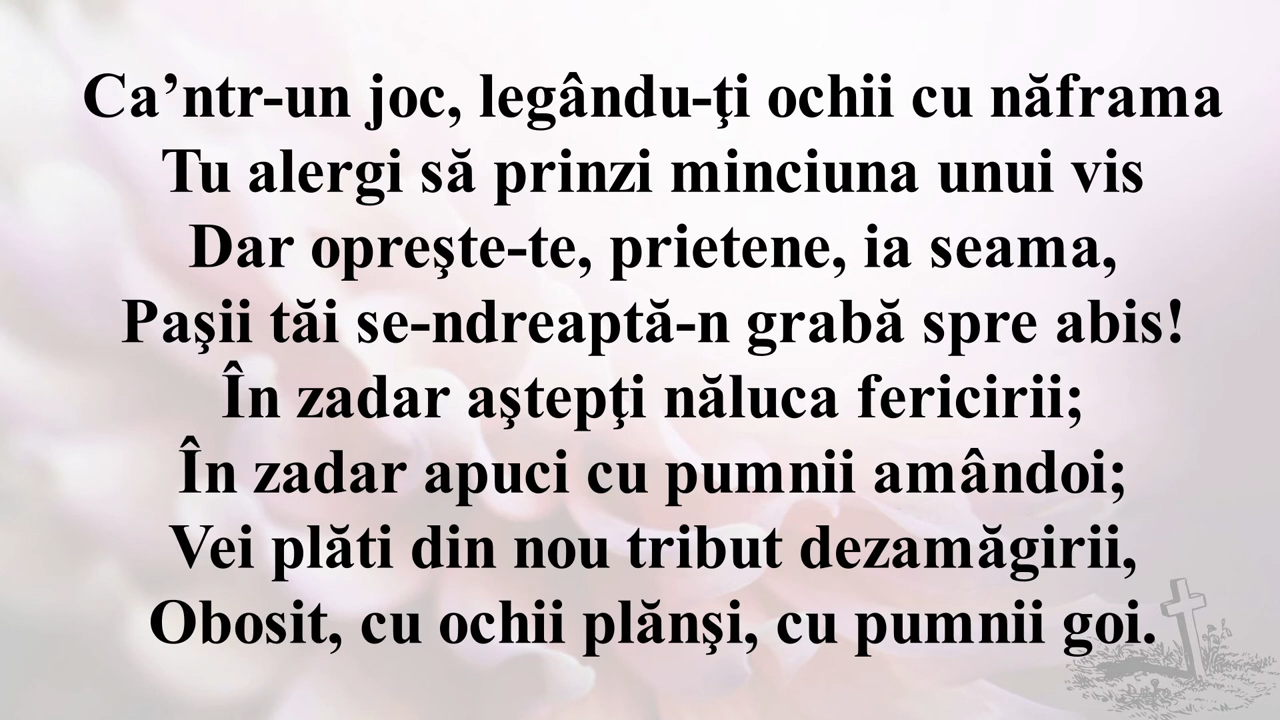 Ca’ntr-un joc, legându-ţi ochii cu năframa
Tu alergi să prinzi minciuna unui vis
Dar opreşte-te, prietene, ia seama,
Paşii tăi se-ndreaptă-n grabă spre abis!
În zadar aştepţi năluca fericirii;
În zadar apuci cu pumnii amândoi;
Vei plăti din nou tribut dezamăgirii,
Obosit, cu ochii plănşi, cu pumnii goi.